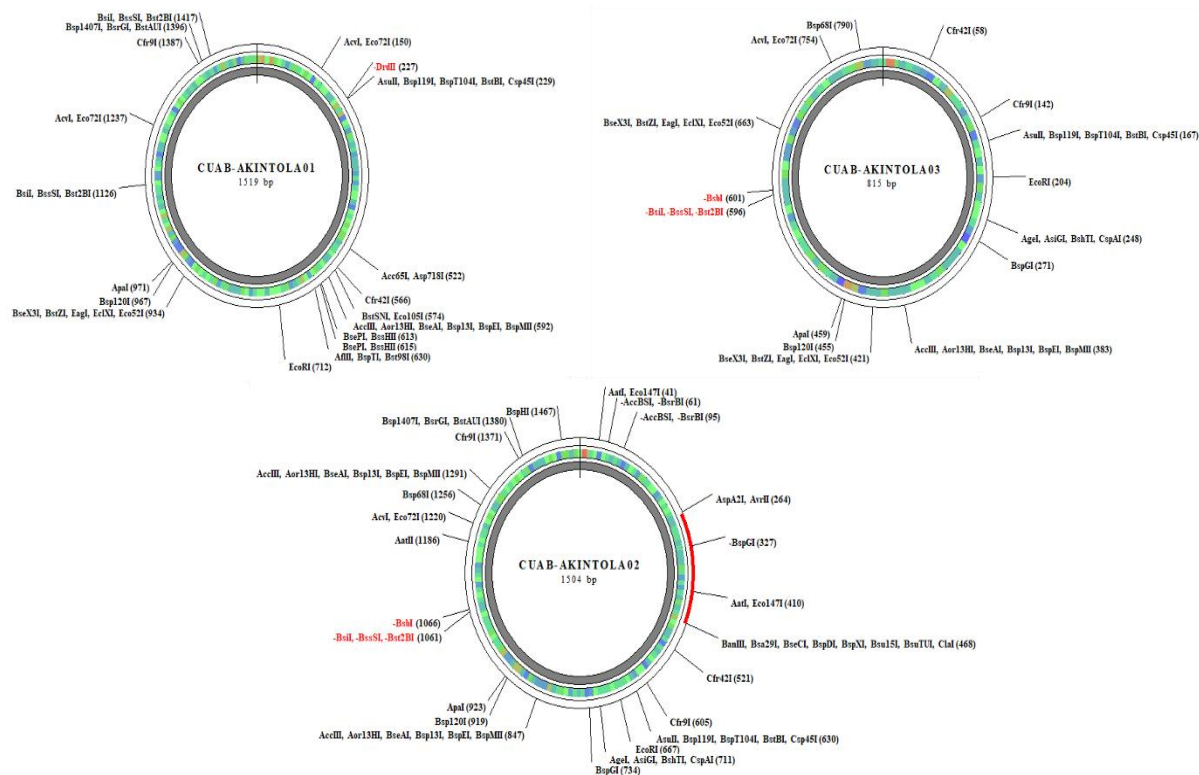 BsiI, BssSI, Bst2BI (1417)
Bsp1407I, BsrGI, BstAUI (1396)
Cfr9I (1387)
AcvI, Eco72I (1237)
BsiI, BssSI, Bst2BI (1126)
ApaI (971)
Bsp120I (967)
BseX3I, BstZI, EagI, EclXI, Eco52I (934)
AcvI, Eco72I (150)
-DrdII (227)
AsuII, Bsp119I, BspT104I, BstBI, Csp45I (229)
CUAB-AKINTOLA01
1519 bp
Acc65I, Asp718I (522)
Cfr42I (566)
BstSNI, Eco105I (574)
AccIII, Aor13HI, BseAI, Bsp13I, BspEI, BspMII (592)
BsePI, BssHII (613)
BsePI, BssHII (615)
AflII, BspTI, Bst98I (630)
EcoRI (712)
Bsp68I (790)
AcvI, Eco72I (754)
BseX3I, BstZI, EagI, EclXI, Eco52I (663)
-BsbI (601)
-BsiI, -BssSI, -Bst2BI (596)
Cfr42I (58)
Cfr9I (142)
AsuII, Bsp119I, BspT104I, BstBI, Csp45I (167)
EcoRI (204)
AgeI, AsiGI, BshTI, CspAI (248)
BspGI (271)
CUAB-AKINTOLA03
815 bp
ApaI (459)
Bsp120I (455)
BseX3I, BstZI, EagI, EclXI, Eco52I (421)
AccIII, Aor13HI, BseAI, Bsp13I, BspEI, BspMII (383)
BspHI (1467)
Bsp1407I, BsrGI, BstAUI (1380)
Cfr9I (1371)
AccIII, Aor13HI, BseAI, Bsp13I, BspEI, BspMII (1291)
Bsp68I (1256)
AcvI, Eco72I (1220)
AatII (1186)
-BsbI (1066)
-BsiI, -BssSI, -Bst2BI (1061)
AatI, Eco147I (41)
-AccBSI, -BsrBI (61)
-AccBSI, -BsrBI (95)
AspA2I, AvrII (264)
-BspGI (327)
AatI, Eco147I (410)
BanIII, Bsa29I, BseCI, BspDI, BspXI, Bsu15I, BsuTUI, ClaI (468)
Cfr42I (521)
CUAB-AKINTOLA02
1504 bp
ApaI (923)
Bsp120I (919)
AccIII, Aor13HI, BseAI, Bsp13I, BspEI, BspMII (847)
Cfr9I (605)
AsuII, Bsp119I, BspT104I, BstBI, Csp45I (630)
EcoRI (667)
AgeI, AsiGI, BshTI, CspAI (711)
BspGI (734)